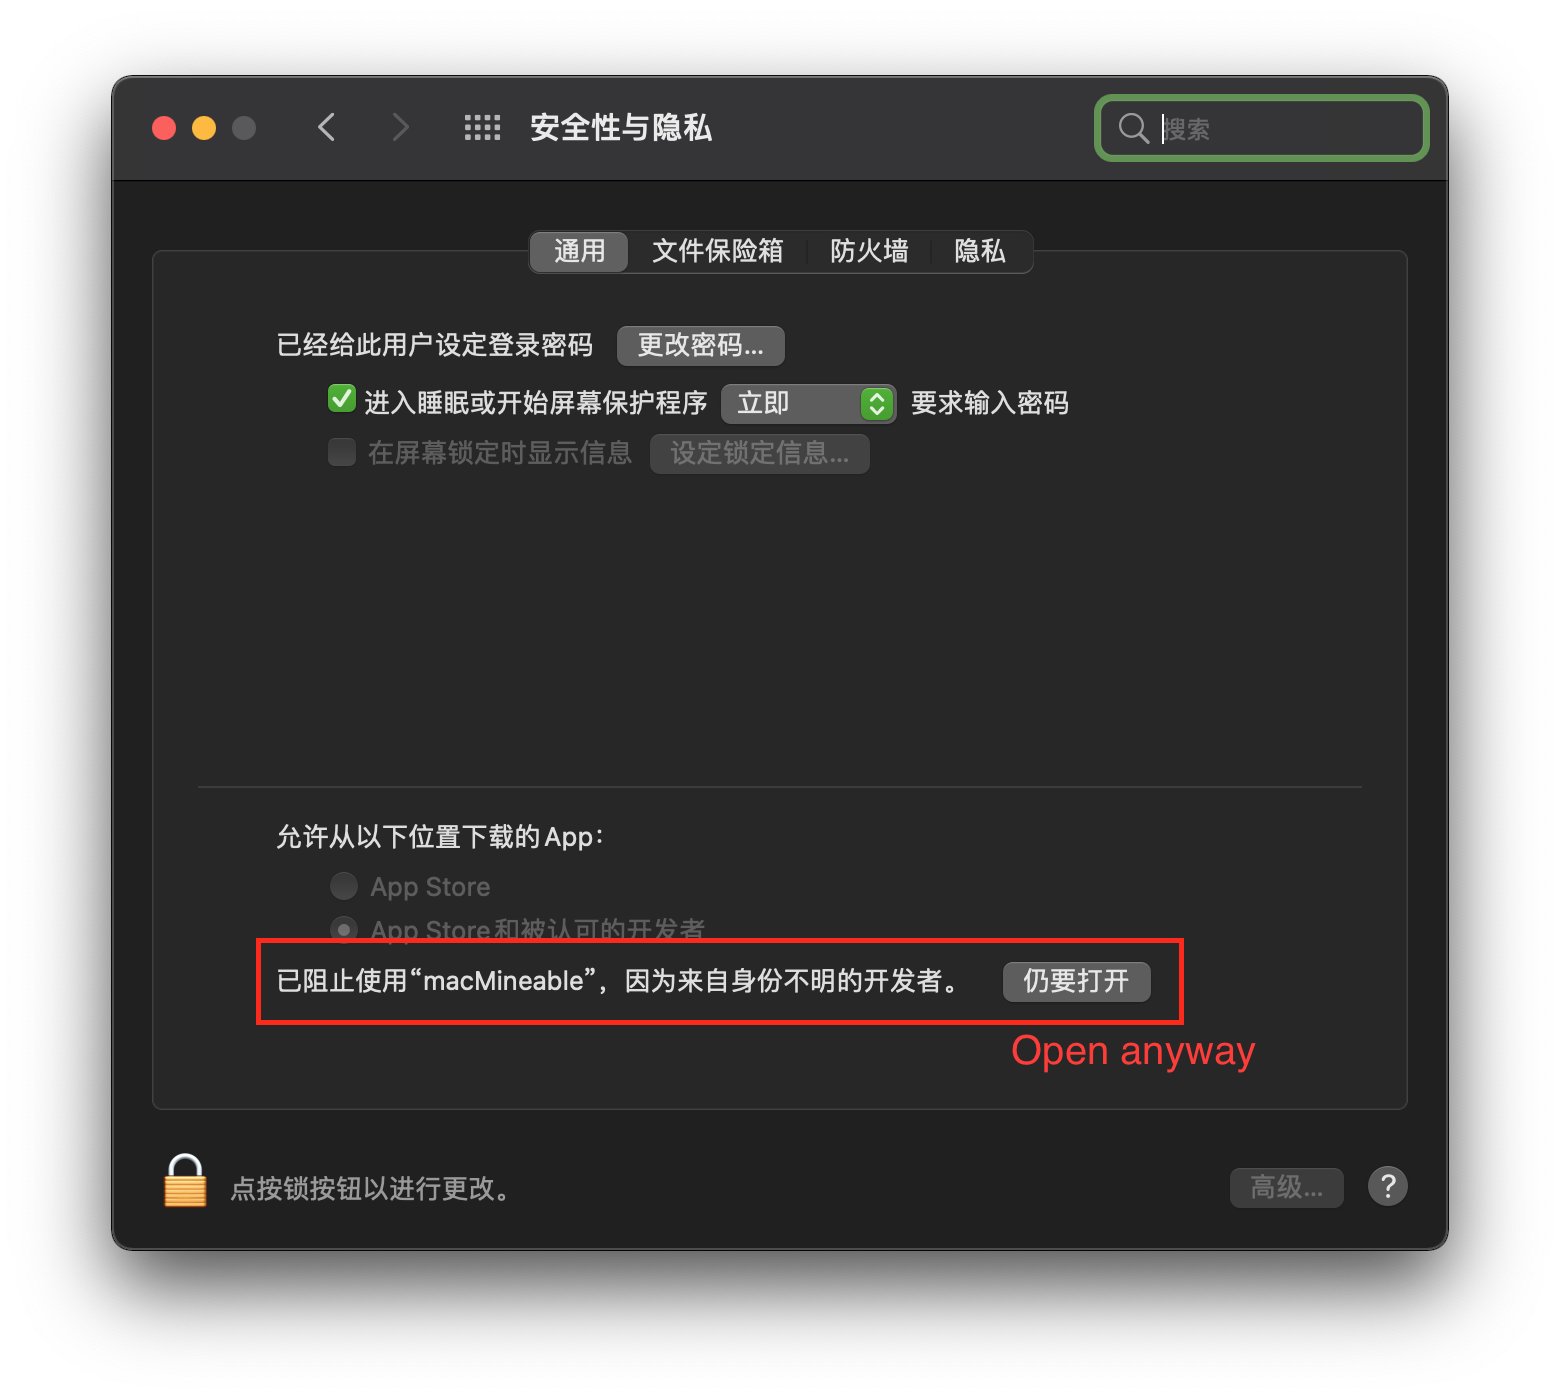 安全性与隐私
搜索
通用 文件保险箱 防火墙 隐私
已经给此用户设定登录密码 更改密码...
进入睡眠或开始屏幕保护程序 立即 要求输入密码
在屏幕锁定时显示信息 设定锁定信息...
允许从以下位置下载的App：
App Store
App Store和被认可的开发者
已阻止使用“macMineable”，因为来自身份不明的开发者。 仍要打开
Open anyway
点按锁按钮以进行更改。 高级... ?